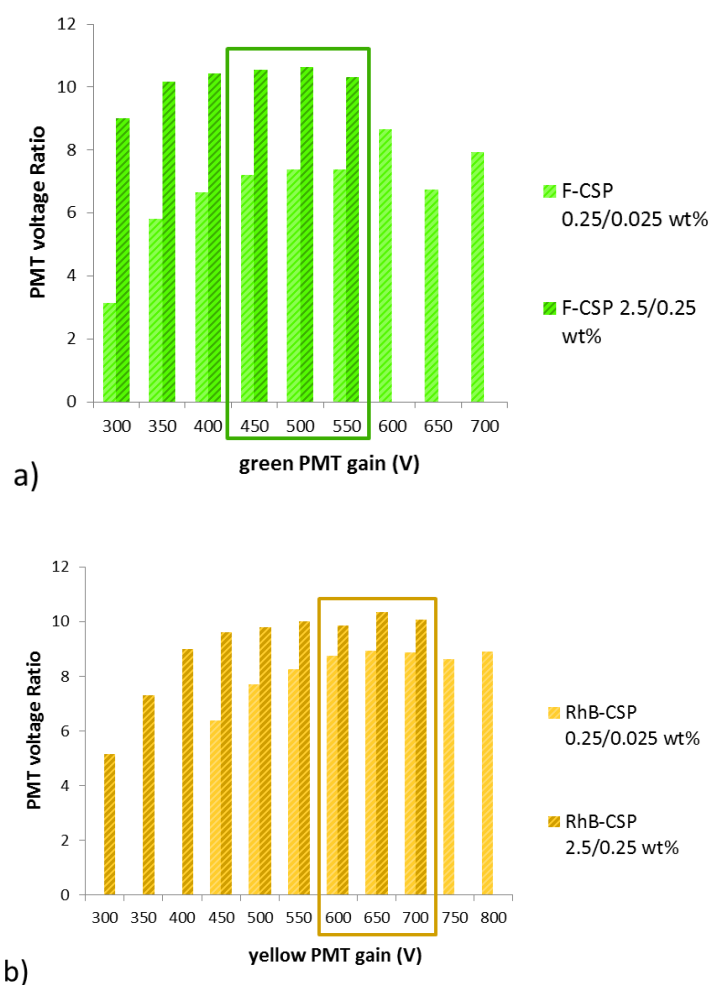 12
10
8
6
4
2
0
PMT voltage Ratio
300 350 400 450 500 550 600 650 700
green PMT gain (V)
F-CSP
0.25/0.025 wt%
F-CSP 2.5/0.25
wt%
a)
12
10
8
6
4
2
0
PMT voltage Ratio
300 350 400 450 500 550 600 650 700 750 800
yellow PMT gain (V)
RhB-CSP
0.25/0.025 wt%
RhB-CSP
2.5/0.25 wt%
b)